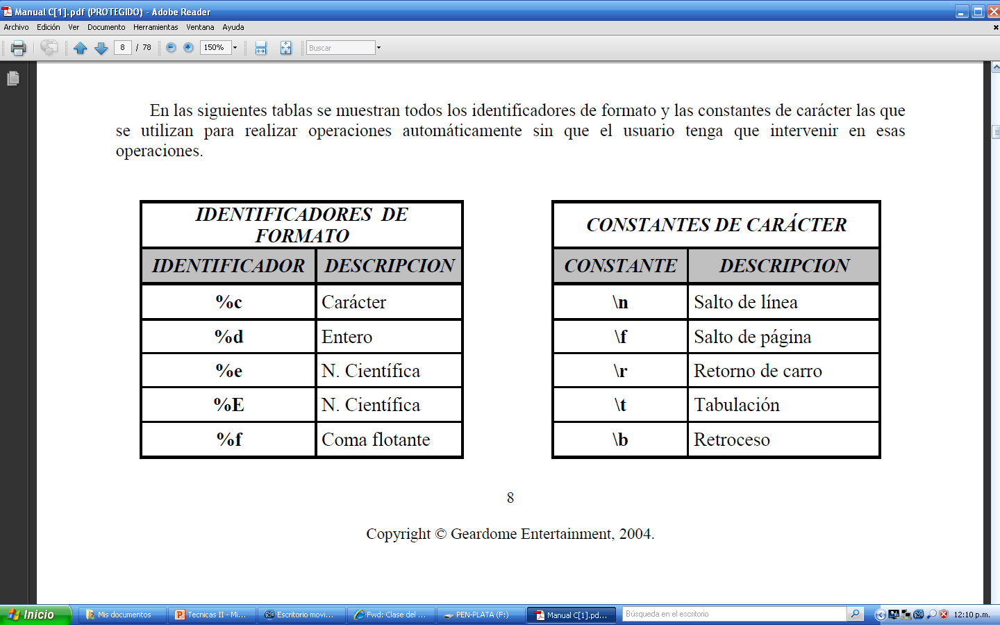 Manual C[1].pdf (PROTEGIDO) - Adobe Reader
Archivo Edición Ver Documento Herramientas Ventana Ayuda
8 / 78 150% Buscar
En las siguientes tablas se muestran todos los identificadores de formato y las constantes de carácter las que
se utilizan para realizar operaciones automáticamente sin que el usuario tenga que intervenir en esas
operaciones.
IDENTIFICADORES DE
FORMATO
IDENTIFICADOR DESCRIPCION
%c Carácter
%d Entero
%e N. Científica
%E N. Científica
%f Coma flotante
CONSTANTES DE CARÁCTER
CONSTANTE DESCRIPCION
\n Salto de línea
\f Salto de página
\r Retorno de carro
\t Tabulación
\b Retroceso
8
Copyright © Geardome Entertainment, 2004.
Inicio Mis documentos Tecnicas II - Mi... Escritorio movi... Fwd: Clase del ... PEN-PLATA (F:) Manual C[1].pd... Búsqueda en el escritorio 12:10 p.m.